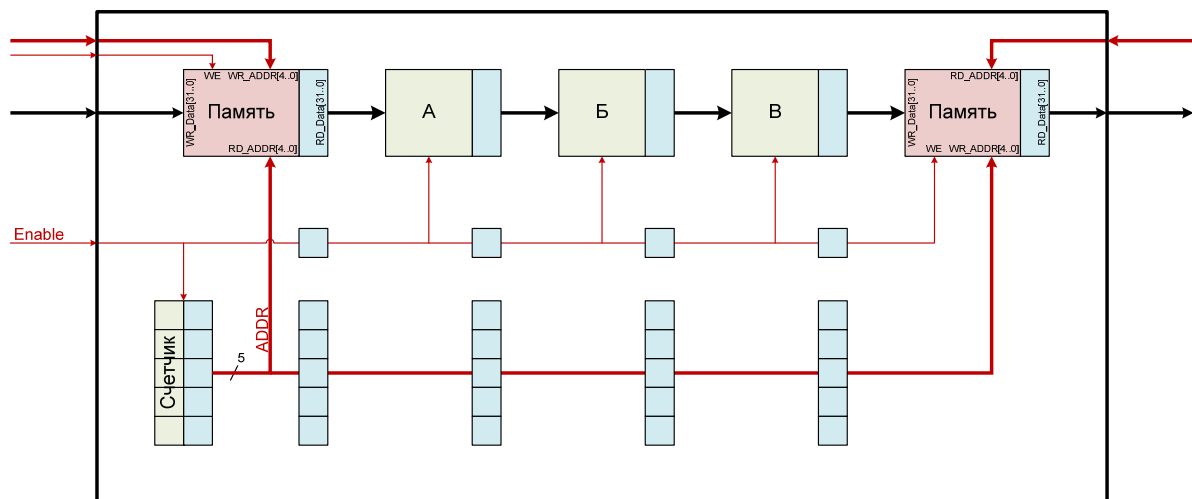 WE WR_ADDR[4..0]
WR_Data[31..0]
Память
RD_Data[31..0]
RD_ADDR[4..0]
А
Б
В
RD_ADDR[4..0]
WR_Data[31..0]
Память
RD_Data[31..0]
WE WR_ADDR[4..0]
Enable
Счетчик
5
ADDR